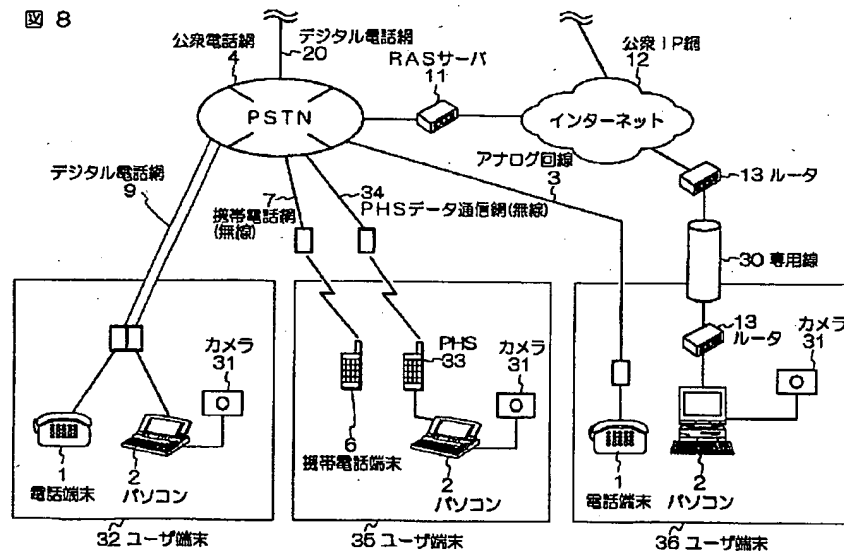 図 8
公衆電話網
4
デジタル電話網
20
RASサーバ
11
公衆IP網
12
PSTN
インターネット
デジタル電話網
9
7
携帯電話網
(無線)
34
PHSデータ通信網(無線)
アナログ回線
3
13 ルータ
30 専用線
カメラ
31
PHS
33
カメラ
31
13
ルータ
カメラ
31
1
電話端末
2
パソコン
6
携帯電話端末
2
パソコン
1
電話端末
2
パソコン
32 ユーザ端末
35 ユーザ端末
36 ユーザ端末